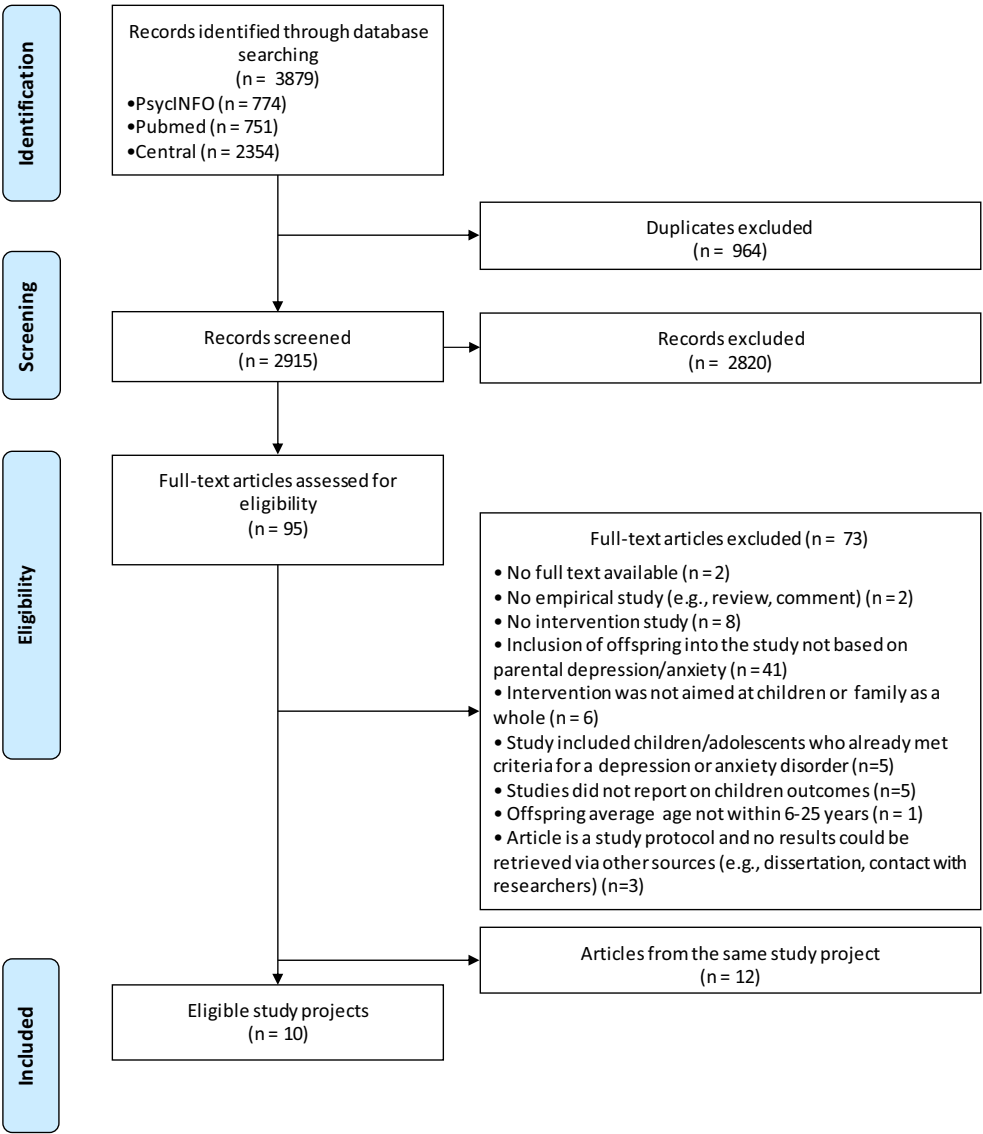 Identification
Records identified through database
searching
(n = 3879)
•PsycINFO (n = 774)
•Pubmed (n = 751)
•Central (n = 2354)
Duplicates excluded
(n = 964)
Screening
Records screened
(n = 2915)
Records excluded
(n = 2820)
Eligibility
Full-text articles assessed for
eligibility
(n = 95)
Full-text articles excluded (n = 73)
• No full text available (n = 2)
• No empirical study (e.g., review, comment) (n = 2)
• No intervention study (n = 8)
• Inclusion of offspring into the study not based on
parental depression/anxiety (n = 41)
• Intervention was not aimed at children or family as a
whole (n = 6)
• Study included children/adolescents who already met
criteria for a depression or anxiety disorder (n=5)
• Studies did not report on children outcomes (n=5)
• Offspring average age not within 6-25 years (n = 1)
• Article is a study protocol and no results could be
retrieved via other sources (e.g., dissertation, contact with
researchers) (n=3)
Articles from the same study project
(n = 12)
Included
Eligible study projects
(n = 10)